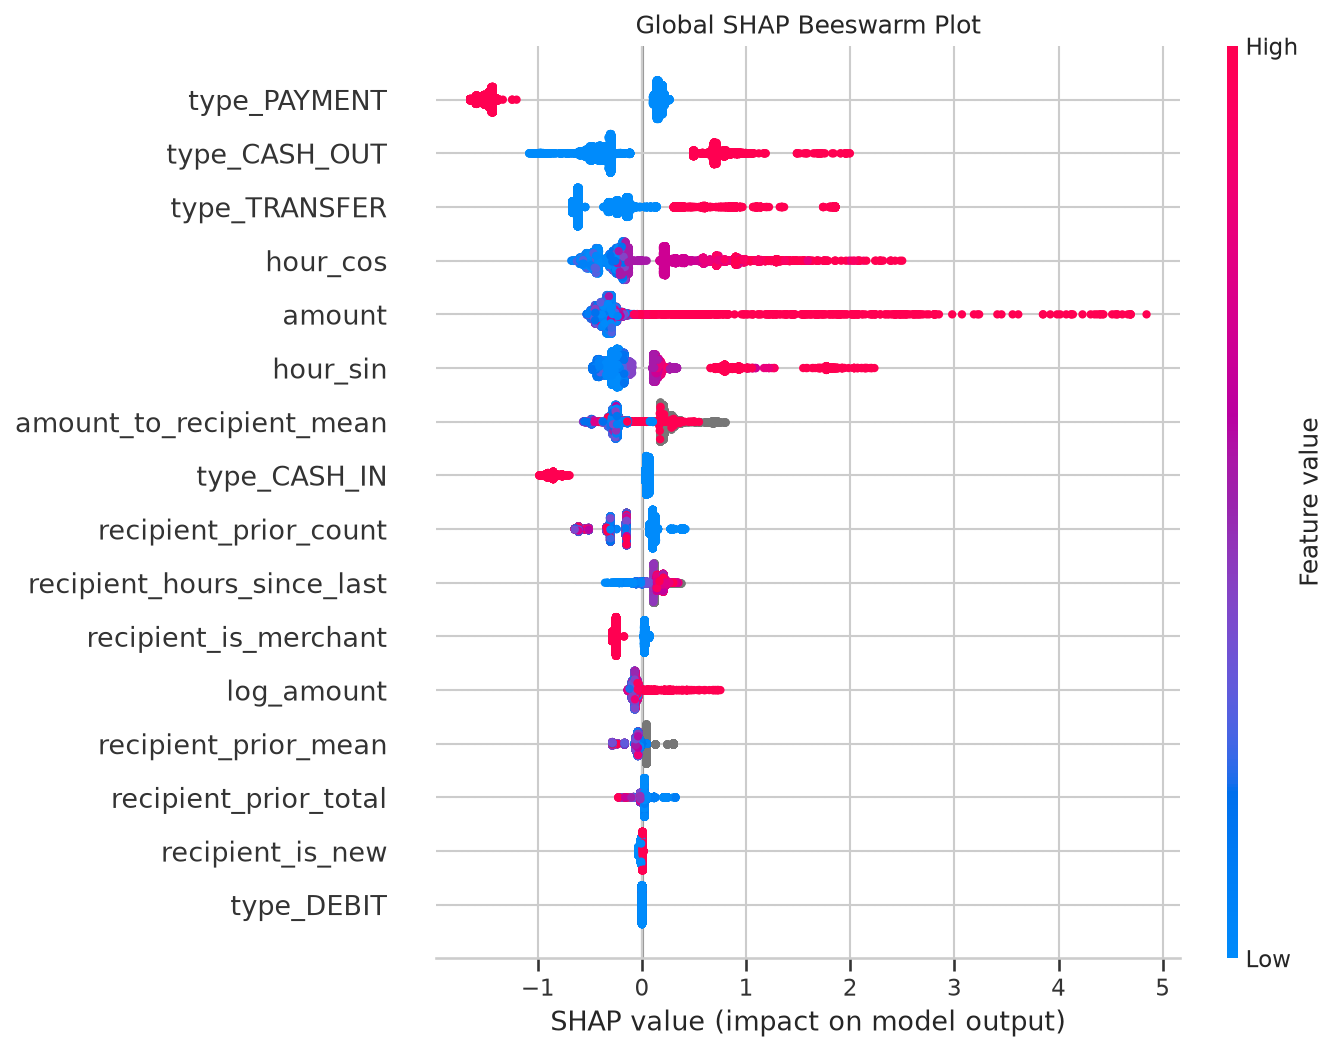 Global SHAP Beeswarm Plot
High
type_PAYMENT
type_CASH_OUT
type_TRANSFER
hour_cos
amount
hour_sin
amount_to_recipient_mean
type_CASH_IN
recipient_prior_count
recipient_hours_since_last
recipient_is_merchant
log_amount
recipient_prior_mean
recipient_prior_total
recipient_is_new
type_DEBIT
Feature value
Low
−1 0 1 2 3 4 5
SHAP value (impact on model output)